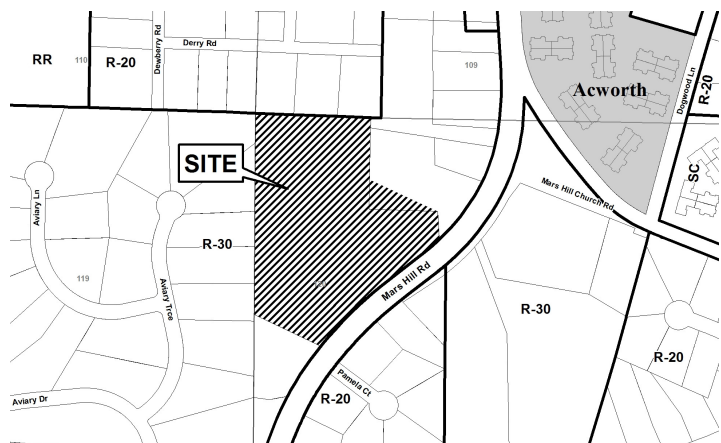 RR
110
R-20
Dewberry Rd
Derry Rd
109
Acworth
Dogwood Ln
R-20
SITE
SC
Mars Hill Church Rd
Aviary Ln
R-30
119
Aviary Trce
Mars Hill Rd
R-30
R-20
Pamela Ct
R-20
Aviary Dr